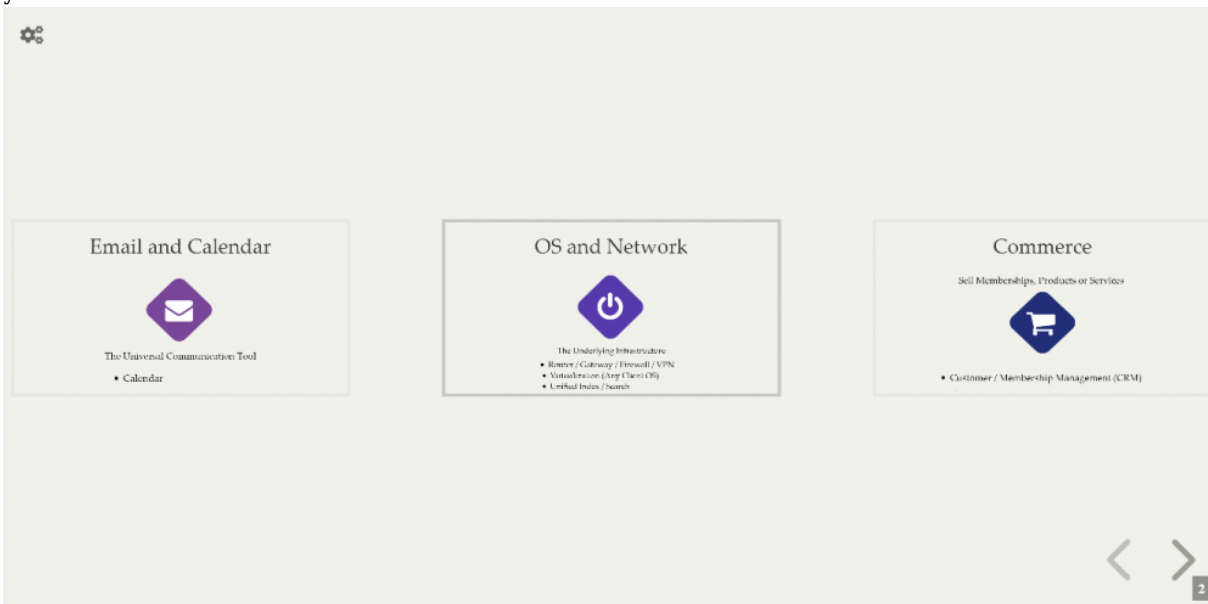 Email and Calendar
The Universal Communication Tool
• Calendar
OS and Network
The Underlying Infrastructure
• Router / Gateway / Firewall / VPN
• Virtualization (Any Client OS)
• Unified Index / Search
Commerce
Sell Memberships, Products or Services
• Customer / Membership Management (CRM)
2